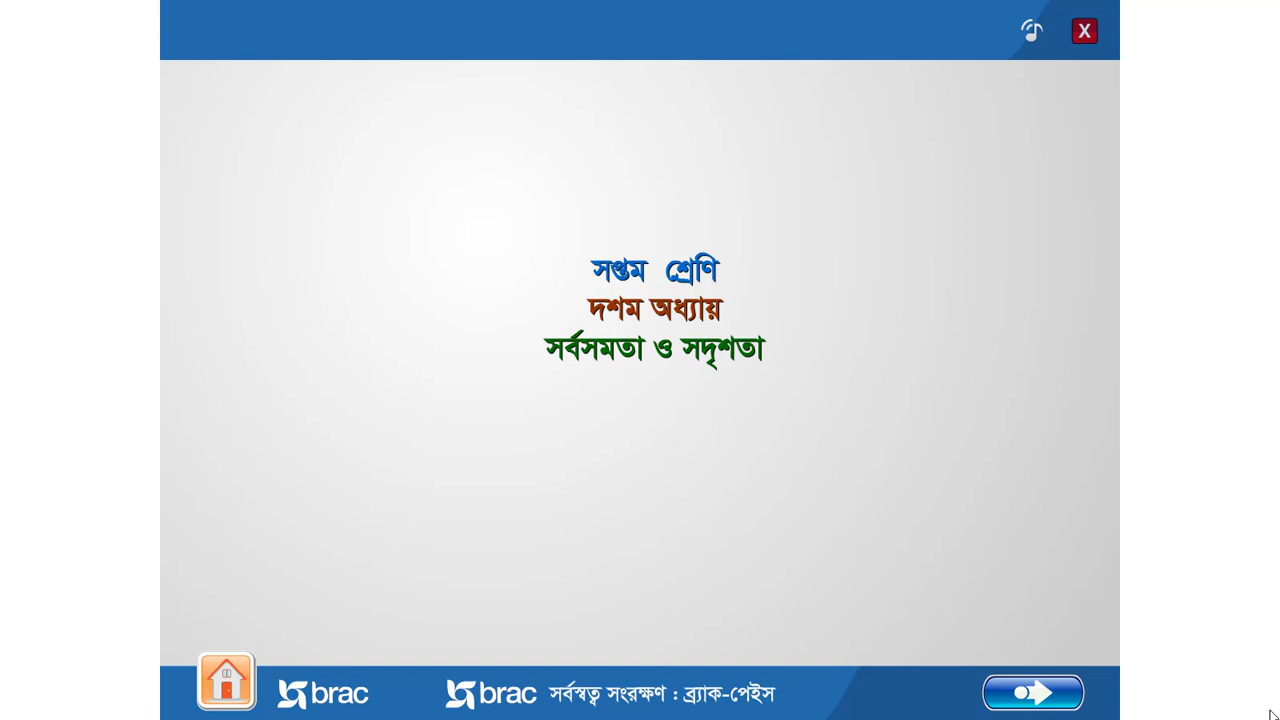 X
সপ্তম শ্রেণি
দশম অধ্যায়
সর্বসমতা ও সদৃশতা
brac brac সর্বস্বত্ব সংরক্ষণ : ব্র্যাক-পেইস